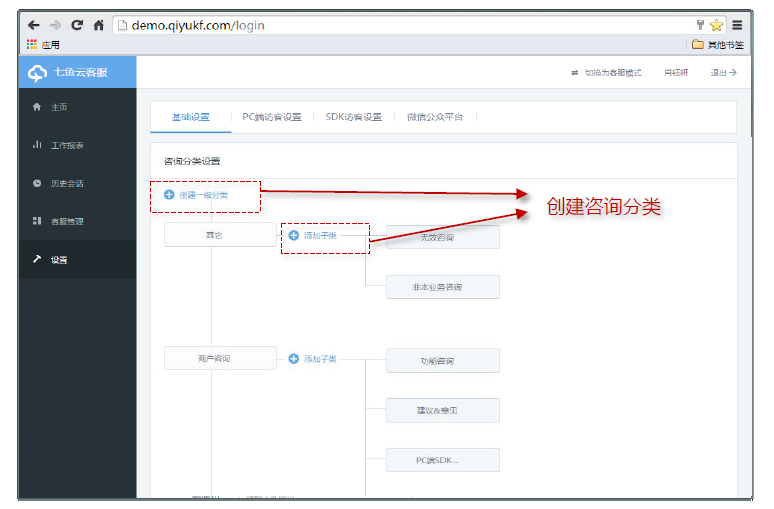 demo.qiyukf.com/login
应用
其他书签
七鱼云客服
切换为客服模式
肖钰妍
退出
主页
工作报表
历史会话
客服管理
设置
基础设置
PC端访客设置
SDK访客设置
微信公众平台
咨询分类设置
创建一级分类
创建咨询分类
其它
添加子类
无效咨询
非本业务咨询
商户咨询
添加子类
功能咨询
建议&意见
PC端SDK...